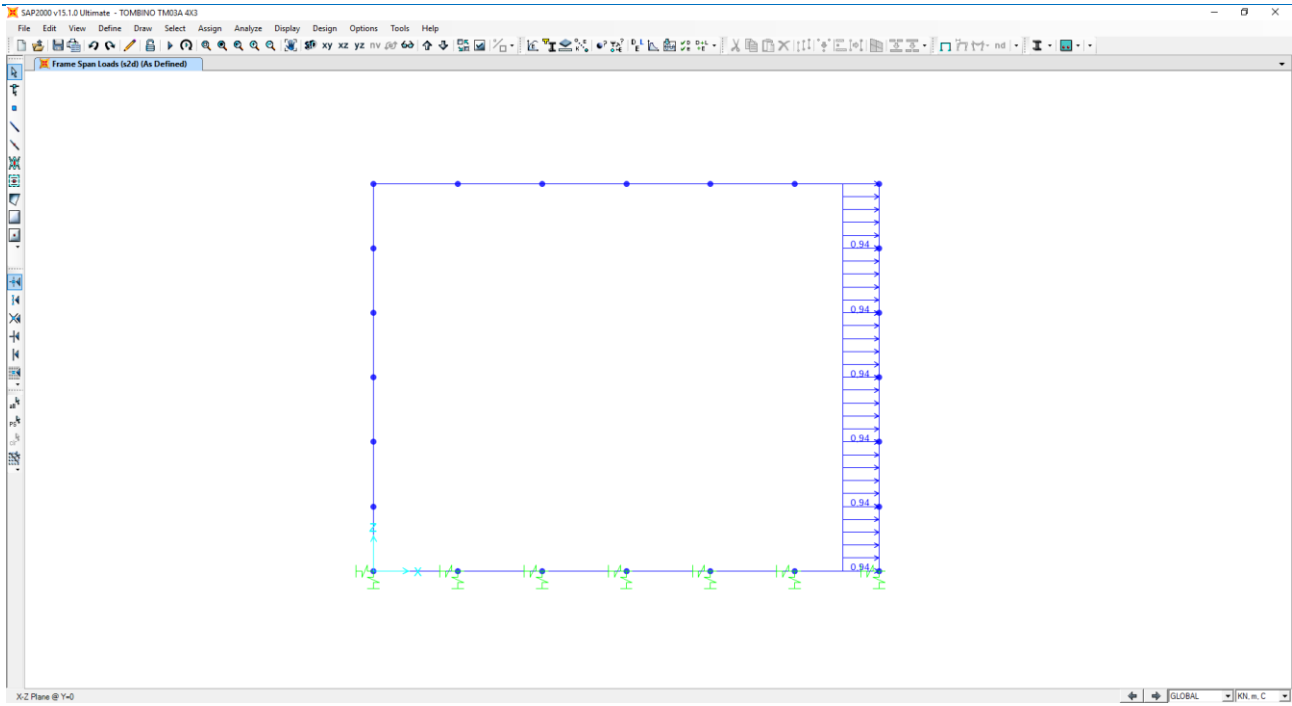 SAP2000 v15.1.0 Ultimate - TOMBINO TM03A 4X3
File Edit View Define Draw Select Assign Analyze Display Design Options Tools Help
xy xz yz nv nd
Frame Span Loads (s2d) (As Defined)
0.94
0.94
0.94
0.94
0.94
0.94
Z
X
X-Z Plane @ Y=0
GLOBAL
KN, m, C